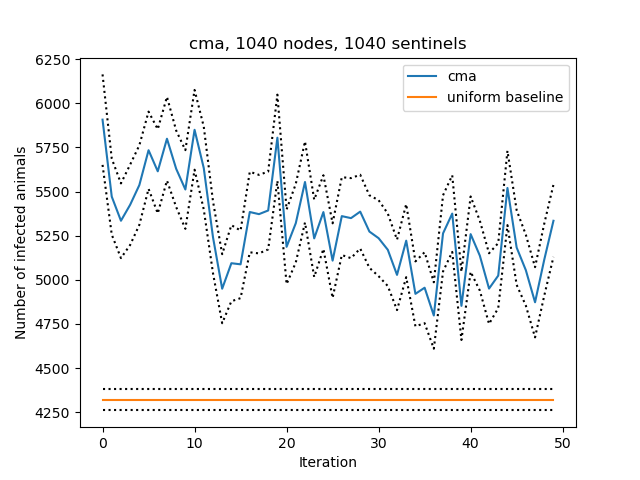 cma, 1040 nodes, 1040 sentinels
cma
uniform baseline
Number of infected animals
6250
6000
5750
5500
5250
5000
4750
4500
4250
0 10 20 30 40 50
Iteration